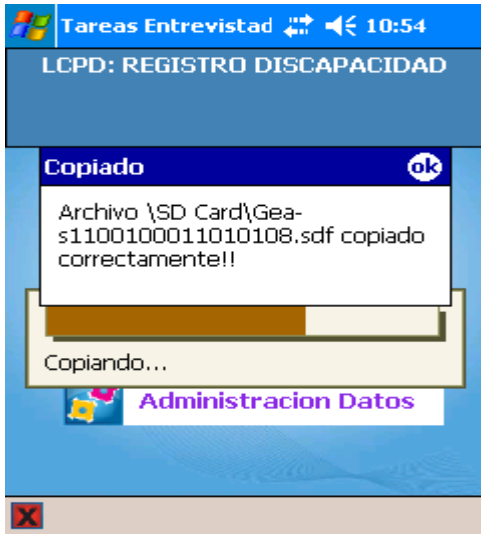 Tareas Entrevistad 10:54
LCPD: REGISTRO DISCAPACIDAD
Copiado ok
Archivo \SD Card\Gea-
s1100100011010108.sdf copiado
correctamente!!
Copiando...
Administracion Datos